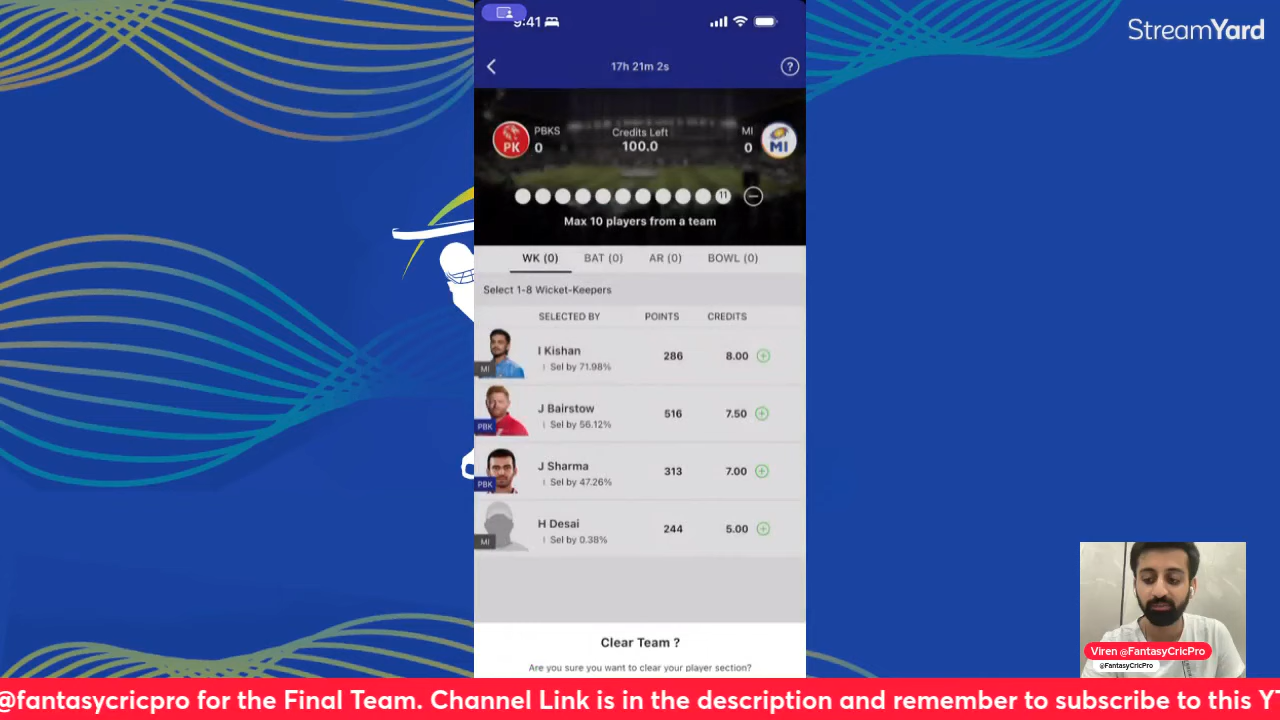 9:41
StreamYard
17h 21m 2s
?
PK
PBKS
0
Credits Left
100.0
MI
0
MI
11
Max 10 players from a team
WK (0) BAT (0) AR (0) BOWL (0)
Select 1-8 Wicket-Keepers
SELECTED BY POINTS CREDITS
I Kishan
MI
Sel by 71.98%
286 8.00
J Bairstow
PBK
Sel by 56.12%
516 7.50
J Sharma
PBK
Sel by 47.26%
313 7.00
H Desai
MI
Sel by 0.38%
244 5.00
Clear Team ?
Are you sure you want to clear your player section?
Viren @FantasyCricPro
@FantasyCricPro
@fantasycricpro for the Final Team. Channel Link is in the description and remember to subscribe to this YT